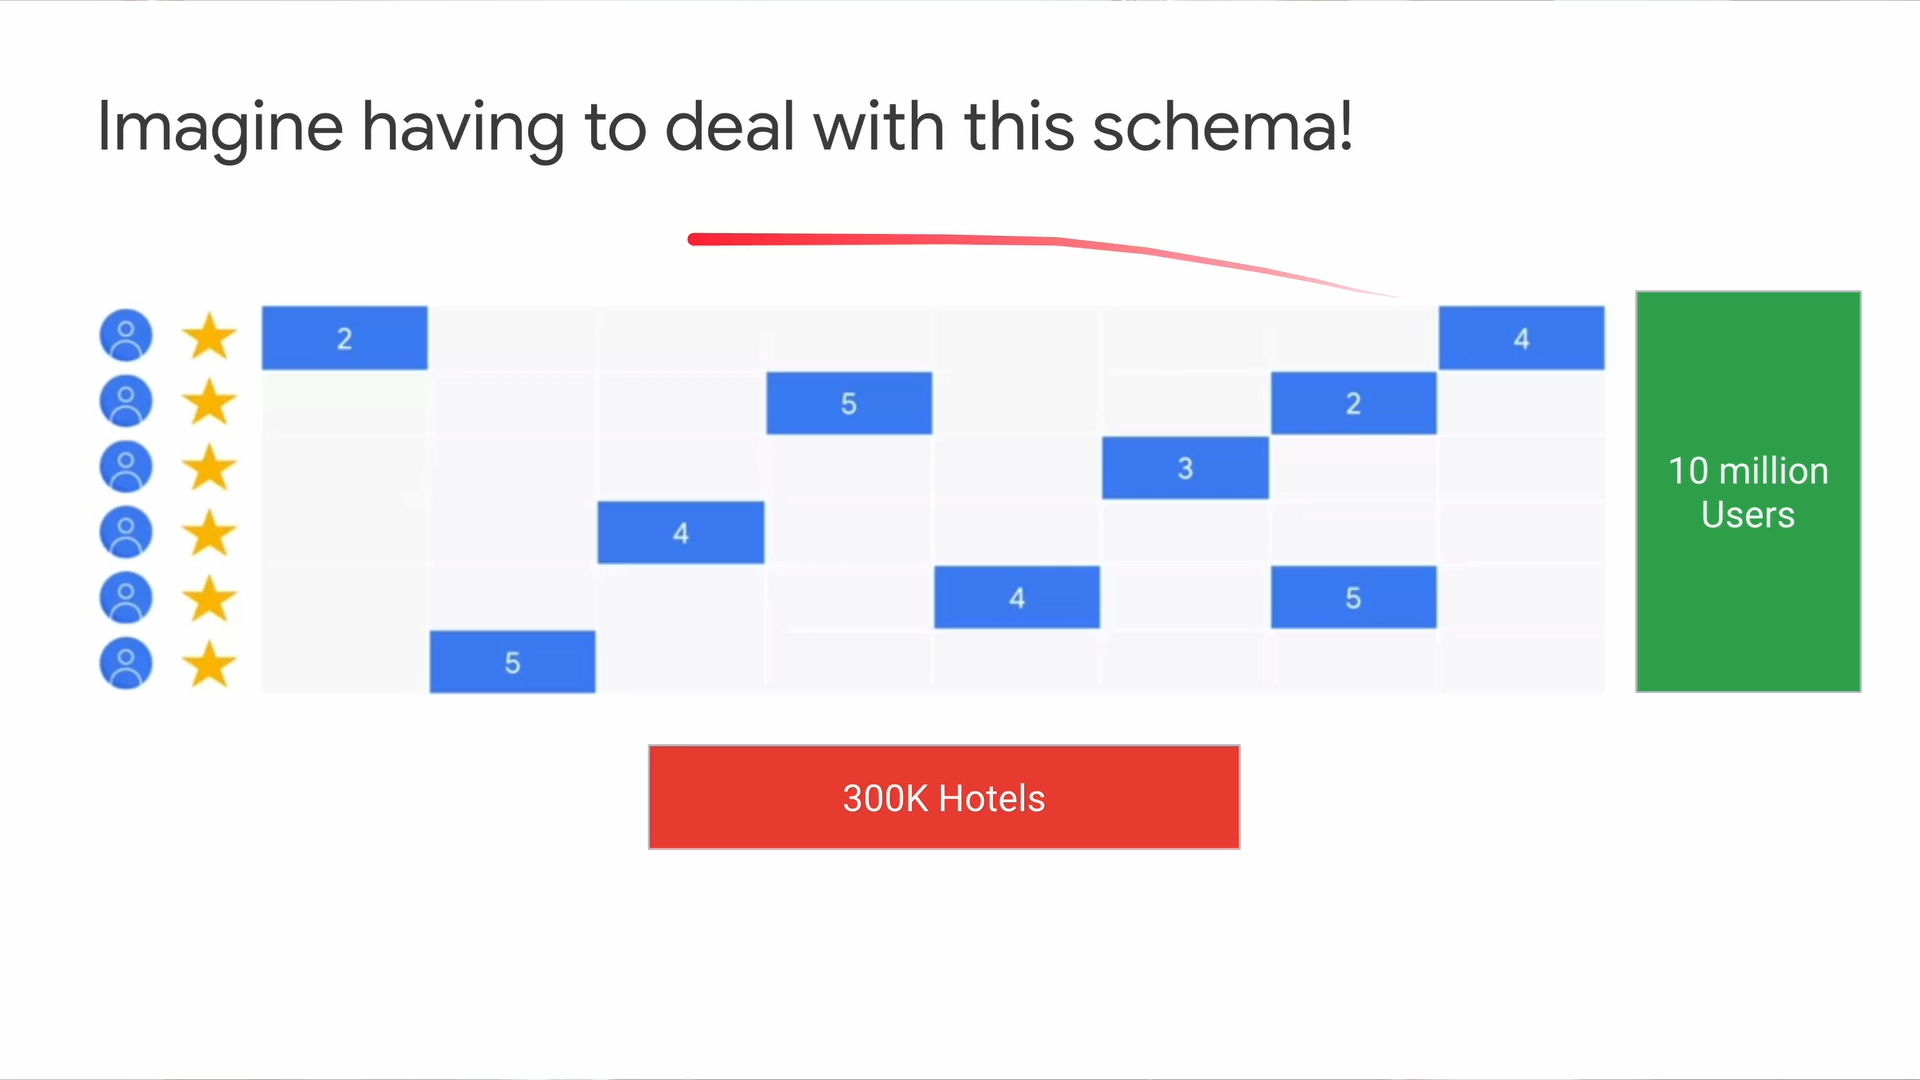 Imagine having to deal with this schema!
2 4
5 2
3
4
4 5
5
10 million
Users
300K Hotels